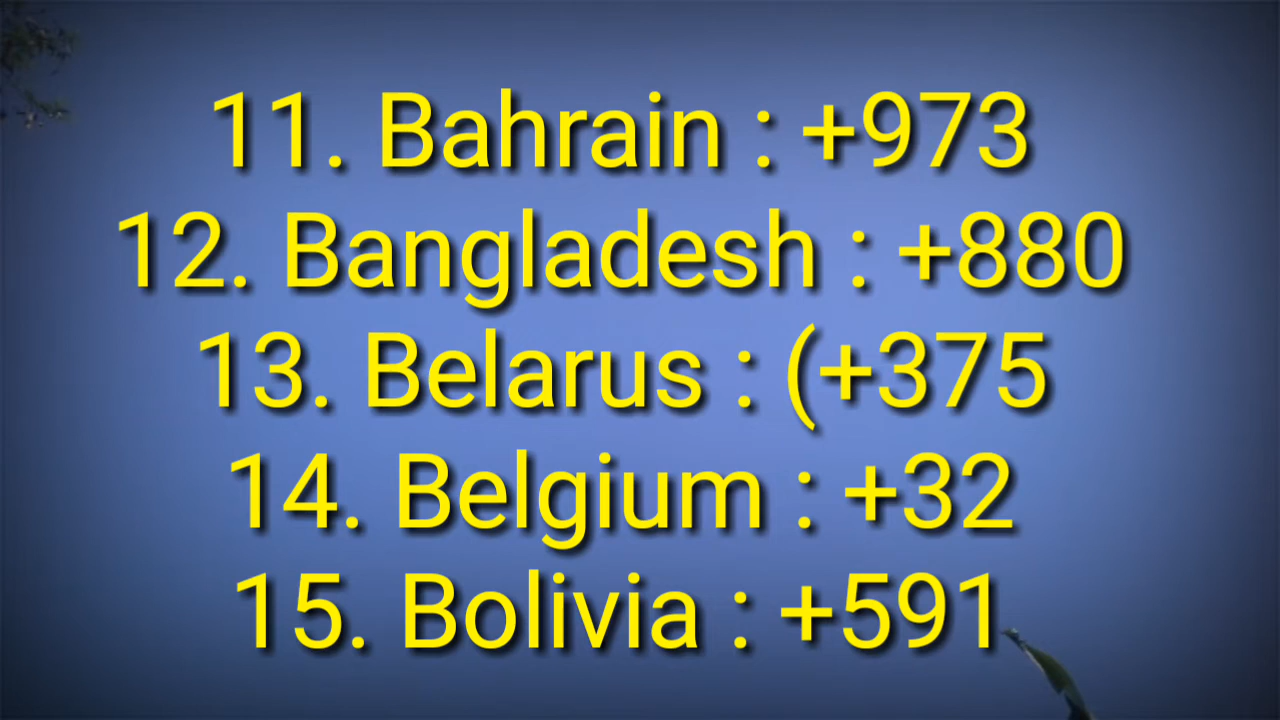 11. Bahrain : +973
12. Bangladesh : +880
13. Belarus : (+375
14. Belgium : +32
15. Bolivia : +591